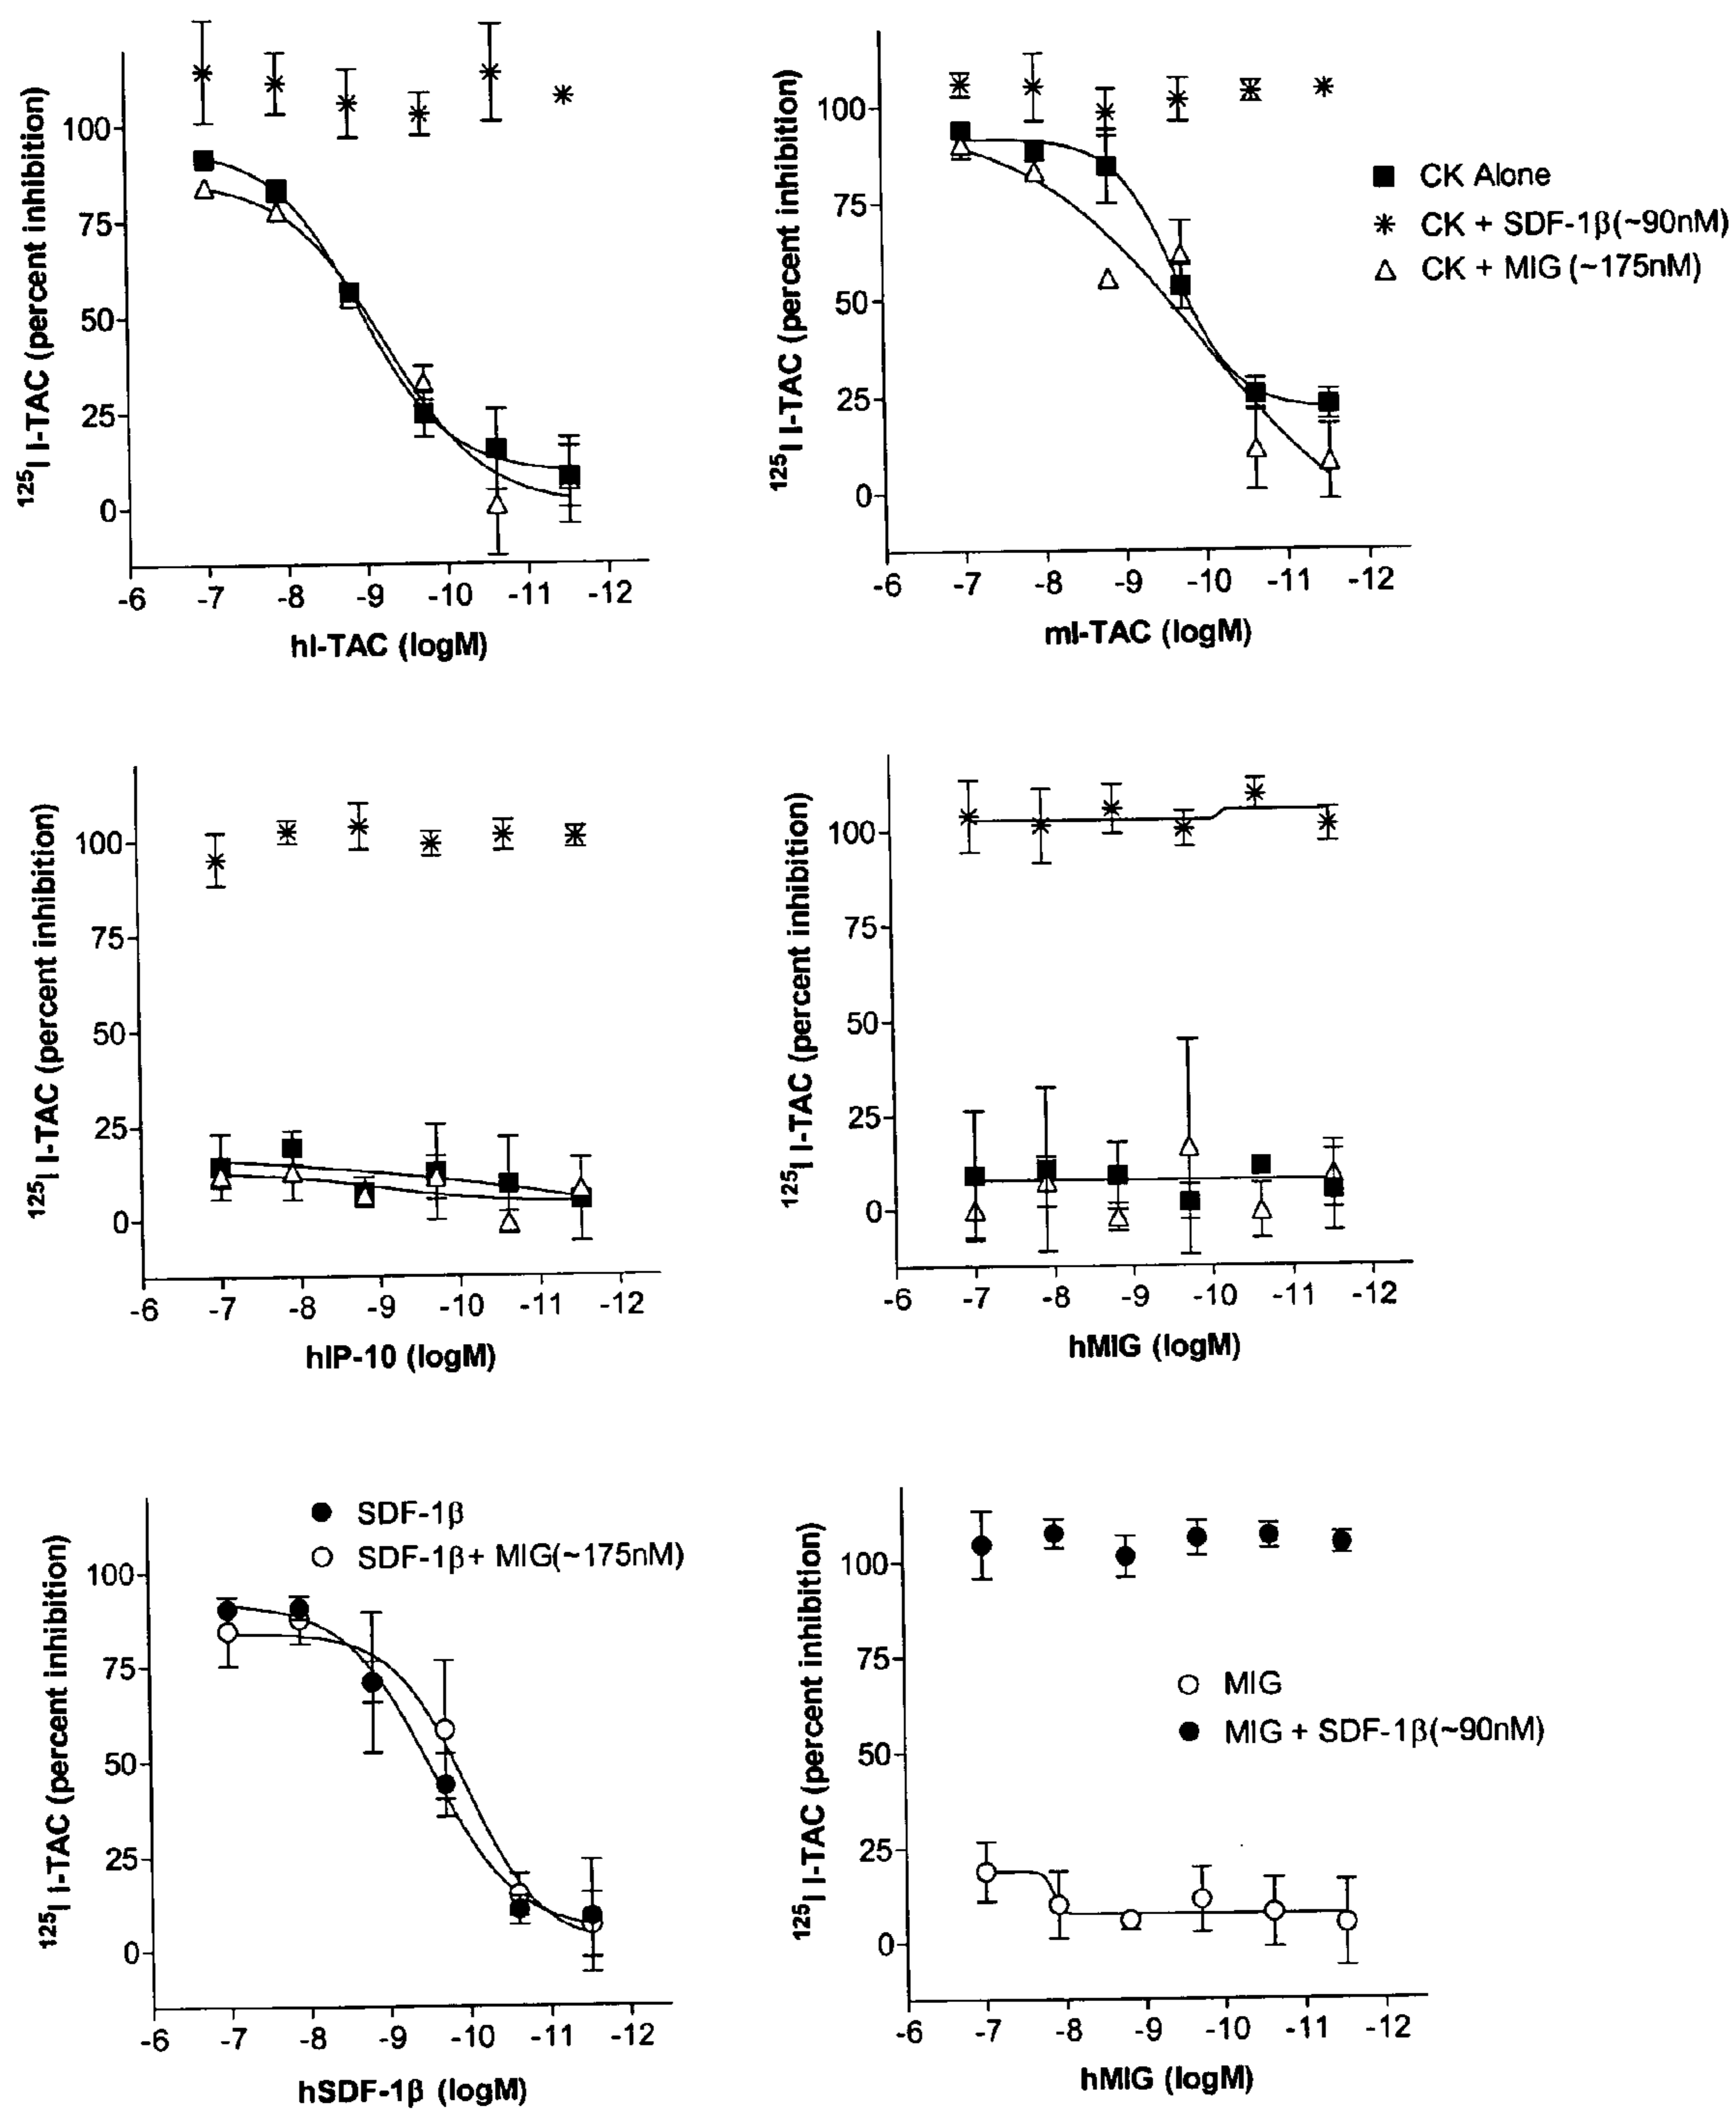 125I I-TAC (percent inhibition)
100
75
50
25
0
-6 -7 -8 -9 -10 -11 -12
hI-TAC (logM)
125I I-TAC (percent inhibition)
100
75
50
25
0
-6 -7 -8 -9 -10 -11 -12
mI-TAC (logM)
CK Alone
CK + SDF-1β(~90nM)
CK + MIG (~175nM)
125I I-TAC (percent inhibition)
100
75
50
25
0
-6 -7 -8 -9 -10 -11 -12
hIP-10 (logM)
125I I-TAC (percent inhibition)
100
75
50
25
0
-6 -7 -8 -9 -10 -11 -12
hMIG (logM)
125I I-TAC (percent inhibition)
SDF-1β
SDF-1β+ MIG(~175nM)
100
75
50
25
0
-6 -7 -8 -9 -10 -11 -12
hSDF-1β (logM)
125I I-TAC (percent inhibition)
100
75
50
25
0
MIG
MIG + SDF-1β(~90nM)
-6 -7 -8 -9 -10 -11 -12
hMIG (logM)